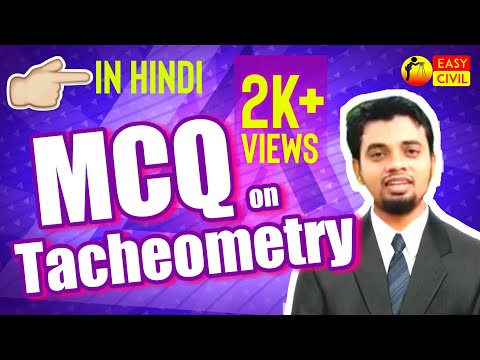 IN HINDI
2K+
VIEWS
EASY
CIVIL
MCQ on
Tacheometry